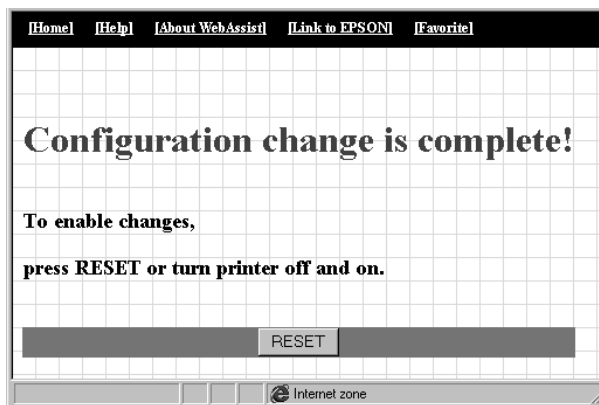 [Home] [Help] [About WebAssist] [Link to EPSON] [Favorite]
Configuration change is complete!
To enable changes,
press RESET or turn printer off and on.
RESET
Internet zone